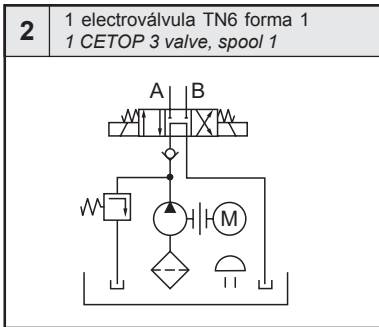 2
1 electroválvula TN6 forma 1
1 CETOP 3 valve, spool 1
A B
M